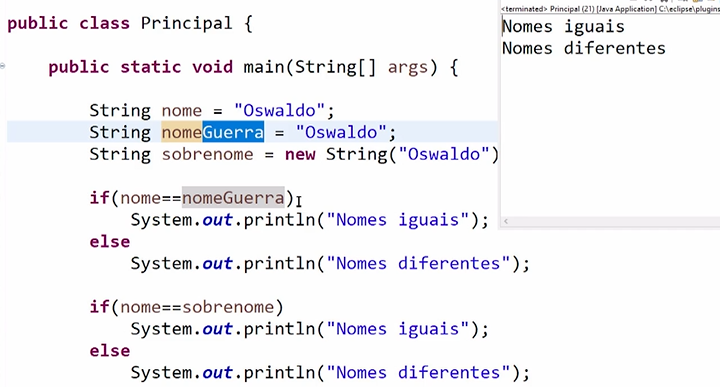 public class Principal {
public static void main(String[] args) {
String nome = "Oswaldo";
String nomeGuerra = "Oswaldo";
String sobrenome = new String("Oswaldo")
if(nome==nomeGuerra)
System.out.println("Nomes iguais");
else
System.out.println("Nomes diferentes");
if(nome==sobrenome)
System.out.println("Nomes iguais");
else
System.out.println("Nomes diferentes");
<terminated> Principal (21) [Java Application] C:\eclipse\plugins
Nomes iguais
Nomes diferentes